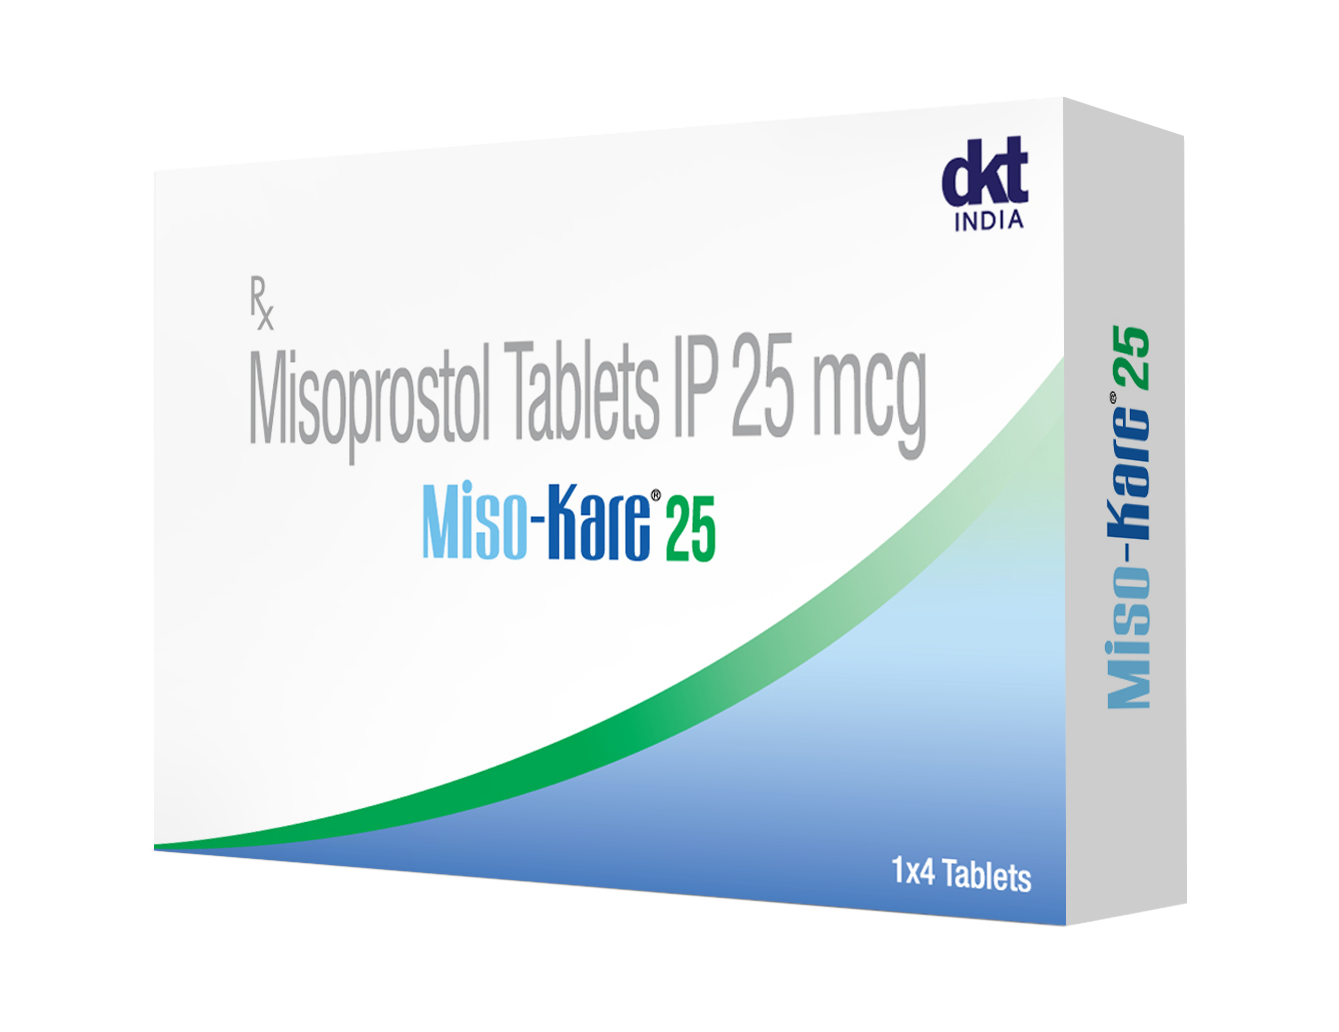 dkt
INDIA
Rx
Misoprostol Tablets IP 25 mcg
Miso-Kare® 25
1x4 Tablets
Miso-Kare® 25